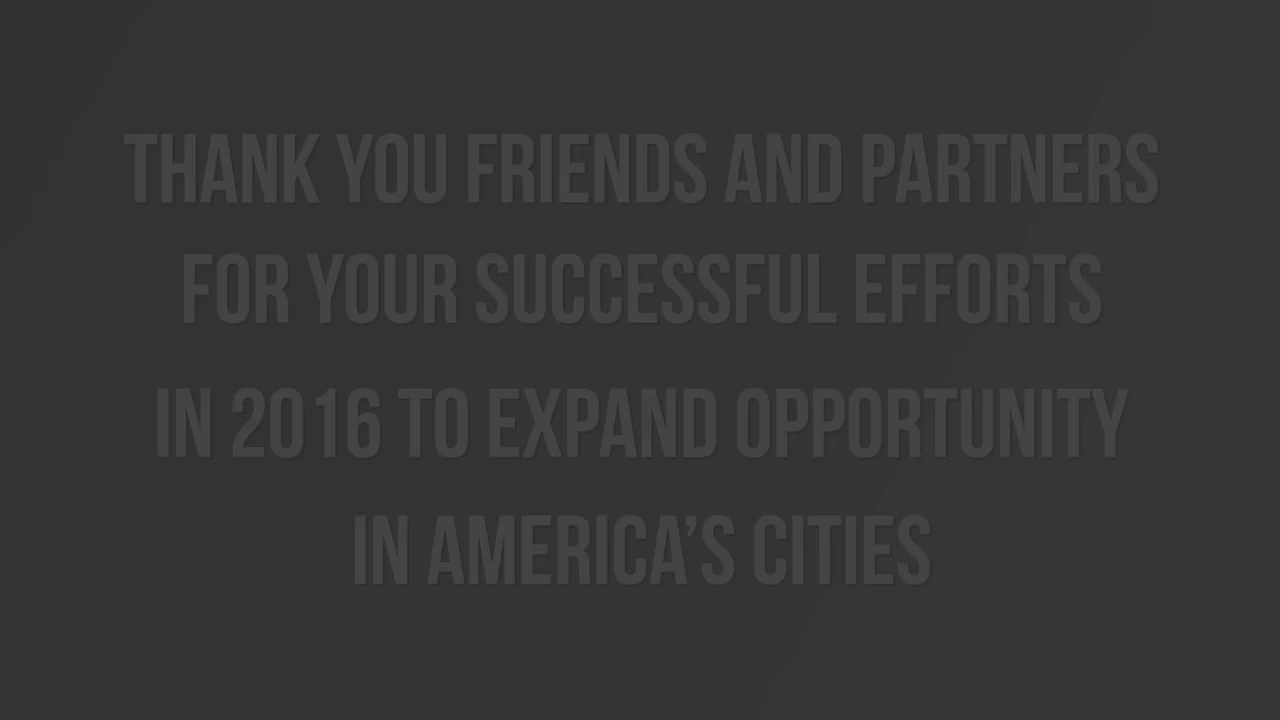 THANK YOU FRIENDS AND PARTNERS
FOR YOUR SUCCESSFUL EFFORTS
IN 2016 TO EXPAND OPPORTUNITY
IN AMERICA’S CITIES